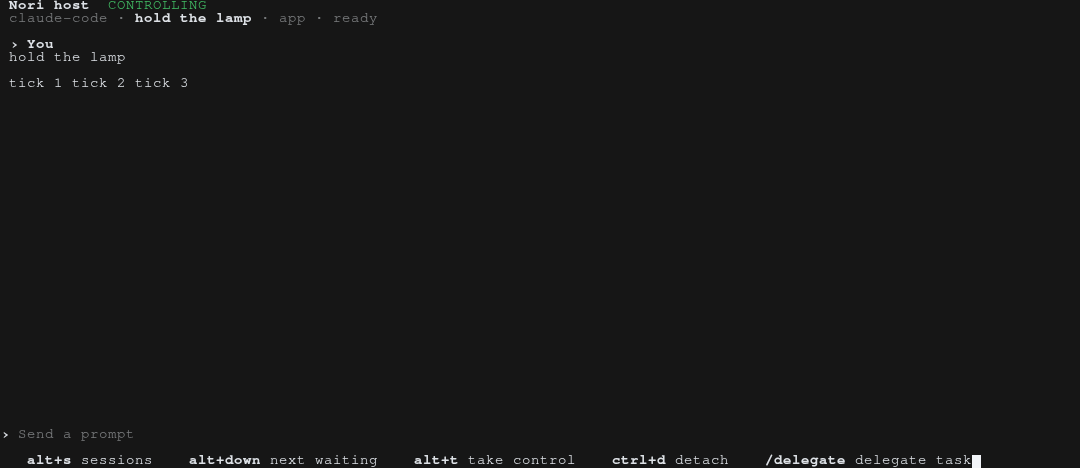 Nori host  CONTROLLING
claude-code · hold the lamp · app · ready
› You
hold the lamp
tick 1 tick 2 tick 3
› Send a prompt
alt+s sessions    alt+down next waiting    alt+t take control    ctrl+d detach    /delegate delegate task